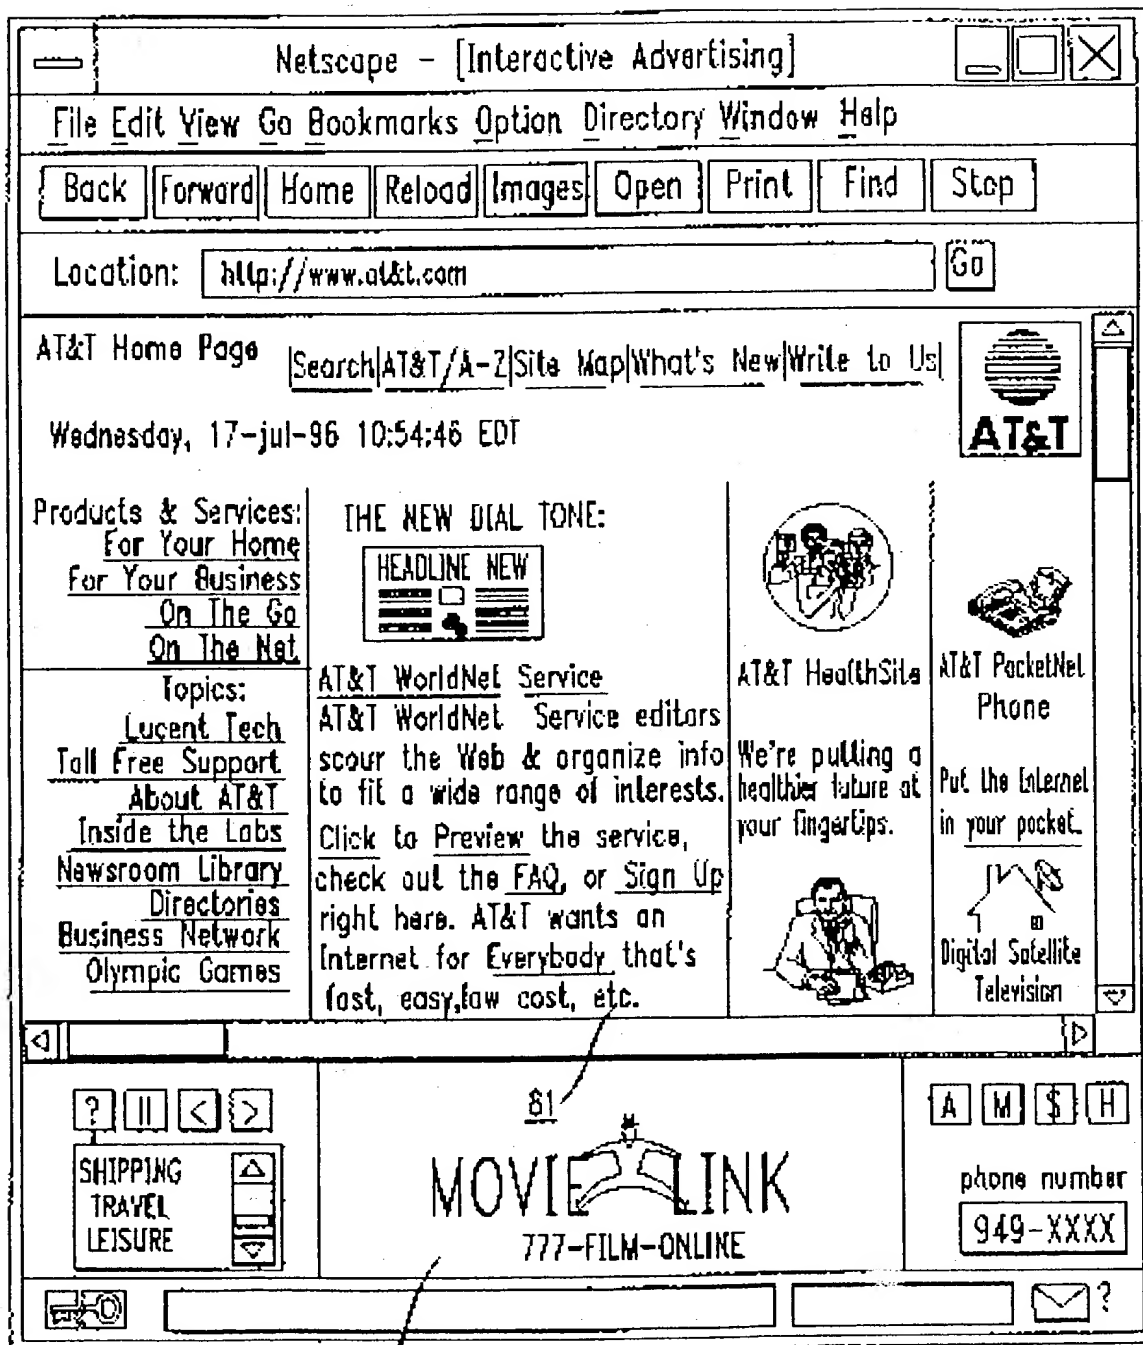 Netscape - [Interactive Advertising]
File Edit View Go Bookmarks Option Directory Window Help
Back Forward Home Reload Images Open Print Find Stop
Location: http://www.at&t.com Go
AT&T Home Page |Search|AT&T/A-Z|Site Map|What's New|Write to Us|
AT&T
Wednesday, 17-jul-96 10:54:46 EDT
Products & Services:
For Your Home
For Your Business
On The Go
On The Net
Topics:
Lucent Tech
Toll Free Support
About AT&T
Inside the Labs
Newsroom Library
Directories
Business Network
Olympic Games
THE NEW DIAL TONE:
HEADLINE NEW
AT&T WorldNet Service
AT&T WorldNet Service editors
scour the Web & organize info
to fit a wide range of interests.
Click to Preview the service,
check out the FAQ, or Sign Up
right here. AT&T wants an
Internet for Everybody that's
fast, easy,low cost, etc.
AT&T HealthSite
We're putting a
healthier future at
your fingertips.
AT&T PocketNet
Phone
Put the Internet
in your pocket.
Digital Satellite
Television
? || < >
SHIPPING
TRAVEL
LEISURE
61
MOVIE LINK
777-FILM-ONLINE
A M $ H
phone number
949-XXXX
?